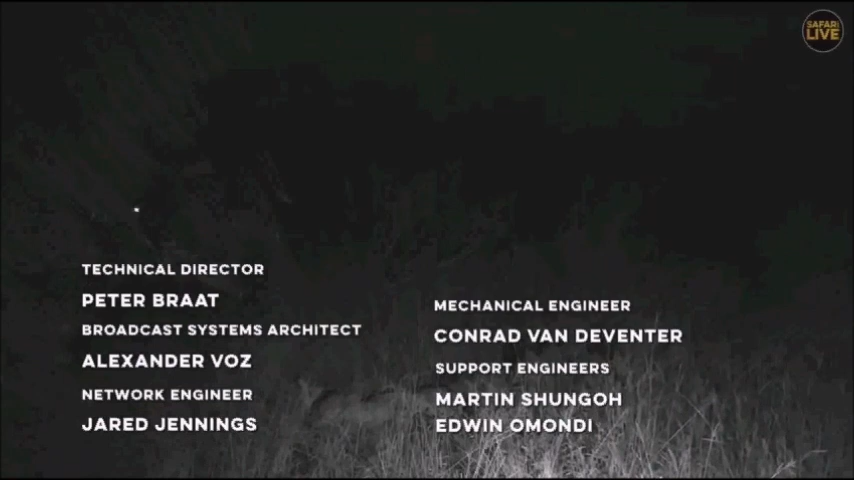 SAFARI
LIVE
TECHNICAL DIRECTOR
PETER BRAAT
BROADCAST SYSTEMS ARCHITECT
ALEXANDER VOZ
NETWORK ENGINEER
JARED JENNINGS
MECHANICAL ENGINEER
CONRAD VAN DEVENTER
SUPPORT ENGINEERS
MARTIN SHUNGOH
EDWIN OMONDI